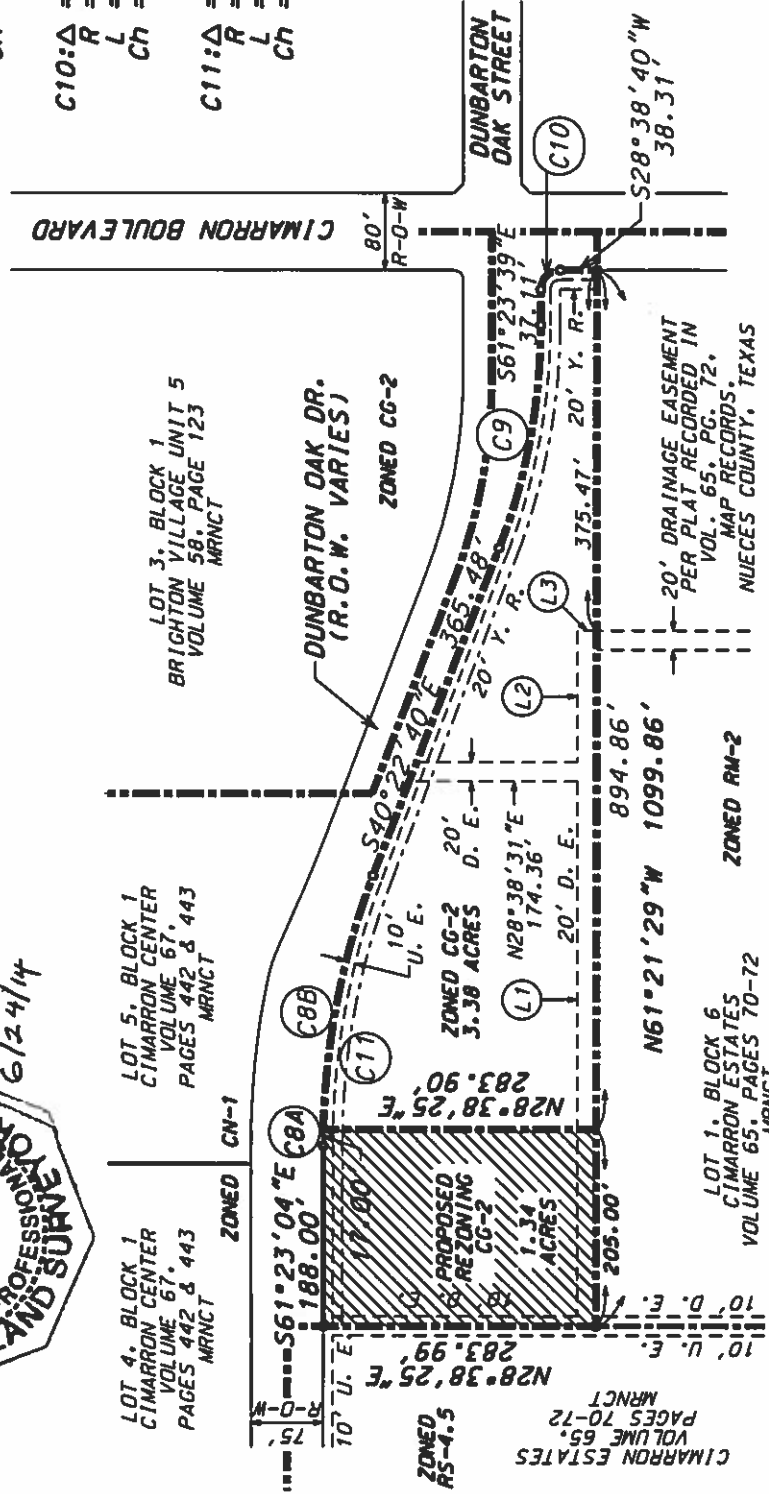 C10:Δ =
R =
L =
Ch =
C11:Δ =
R =
L =
Ch =
6/24/14
PROFESSIONAL
LAND SURVEYO
LOT 4, BLOCK 1
CIMARRON CENTER
VOLUME 67,
PAGES 442 & 443
MRNCT
LOT 5, BLOCK 1
CIMARRON CENTER
VOLUME 67,
PAGES 442 & 443
MRNCT
LOT 3, BLOCK 1
BRIGHTON VILLAGE UNIT 5
VOLUME 58, PAGE 123
MRNCT
CIMARRON BOULEVARD
80'
R-O-W
DUNBARTON
OAK STREET
C10
S28°38'40"W
38.31'
ZONED CN-1
DUNBARTON OAK DR.
(R.O.W. VARIES)
ZONED CG-2
75'
R-O-W
S61°23'04"E
188.00'
17.00'
C8A
C8B
C11
S40°22'40"E 365.48'
C9
S61°23'39"E
37.11'
10' U. E
10'
U. E.
20' Y. R.
20' Y. R.
ZONED
RS-4.5
N28°38'25"E
283.99'
10' U. E.
10' D. E.
PROPOSED
REZONING
CG-2
1.34
ACRES
205.00'
N28°38'25"E
283.90'
ZONED CG-2
3.38 ACRES
20'
D. E.
N28°38'31"E
174.36'
L1
20' D. E.
L2
L3
375.47'
894.86'
N61°21'29"W 1099.86'
20' DRAINAGE EASEMENT
PER PLAT RECORDED IN
VOL. 65, PG. 72,
MAP RECORDS,
NUECES COUNTY, TEXAS
CIMARRON ESTATES
VOLUME 65,
PAGES 70-72
MRNCT
LOT 1, BLOCK 6
CIMARRON ESTATES
VOLUME 65, PAGES 70-72
MRNCT
ZONED RM-2